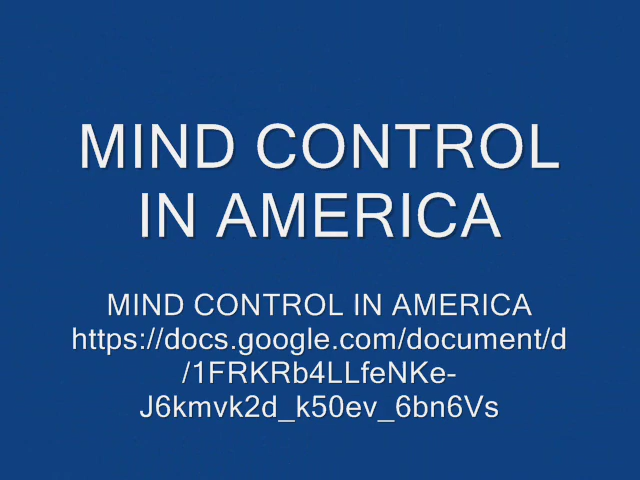 MIND CONTROL
IN AMERICA
MIND CONTROL IN AMERICA
https://docs.google.com/document/d
/1FRKRb4LLfeNKe-
J6kmvk2d_k50ev_6bn6Vs